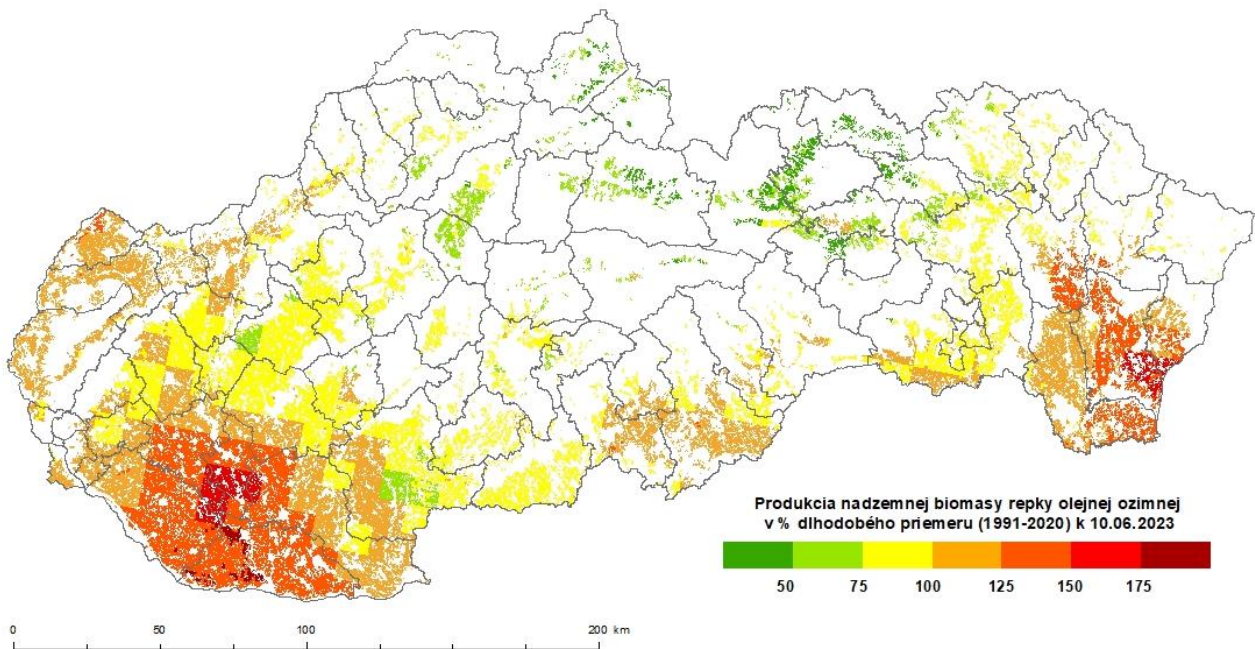 Produkcia nadzemnej biomasy repky olejnej ozimnej
v % dlhodobého priemeru (1991-2020) k 10.06.2023
50 75 100 125 150 175
0 50 100 200 km